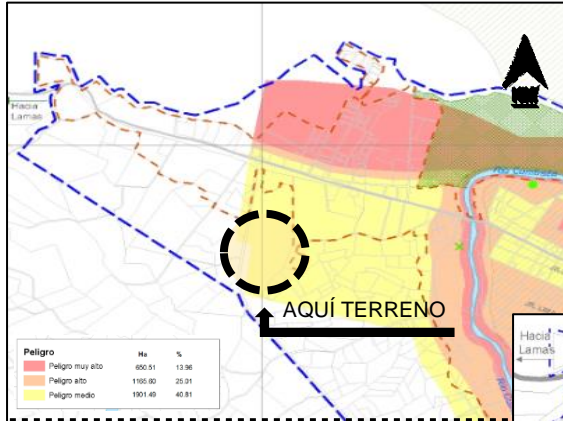 Hacia
Lamas
AQUÍ TERRENO
Peligro Ha %
Peligro muy alto 650.51 13.96
Peligro alto 1165.60 25.01
Peligro medio 1901.49 40.81
Hacia
Lamas